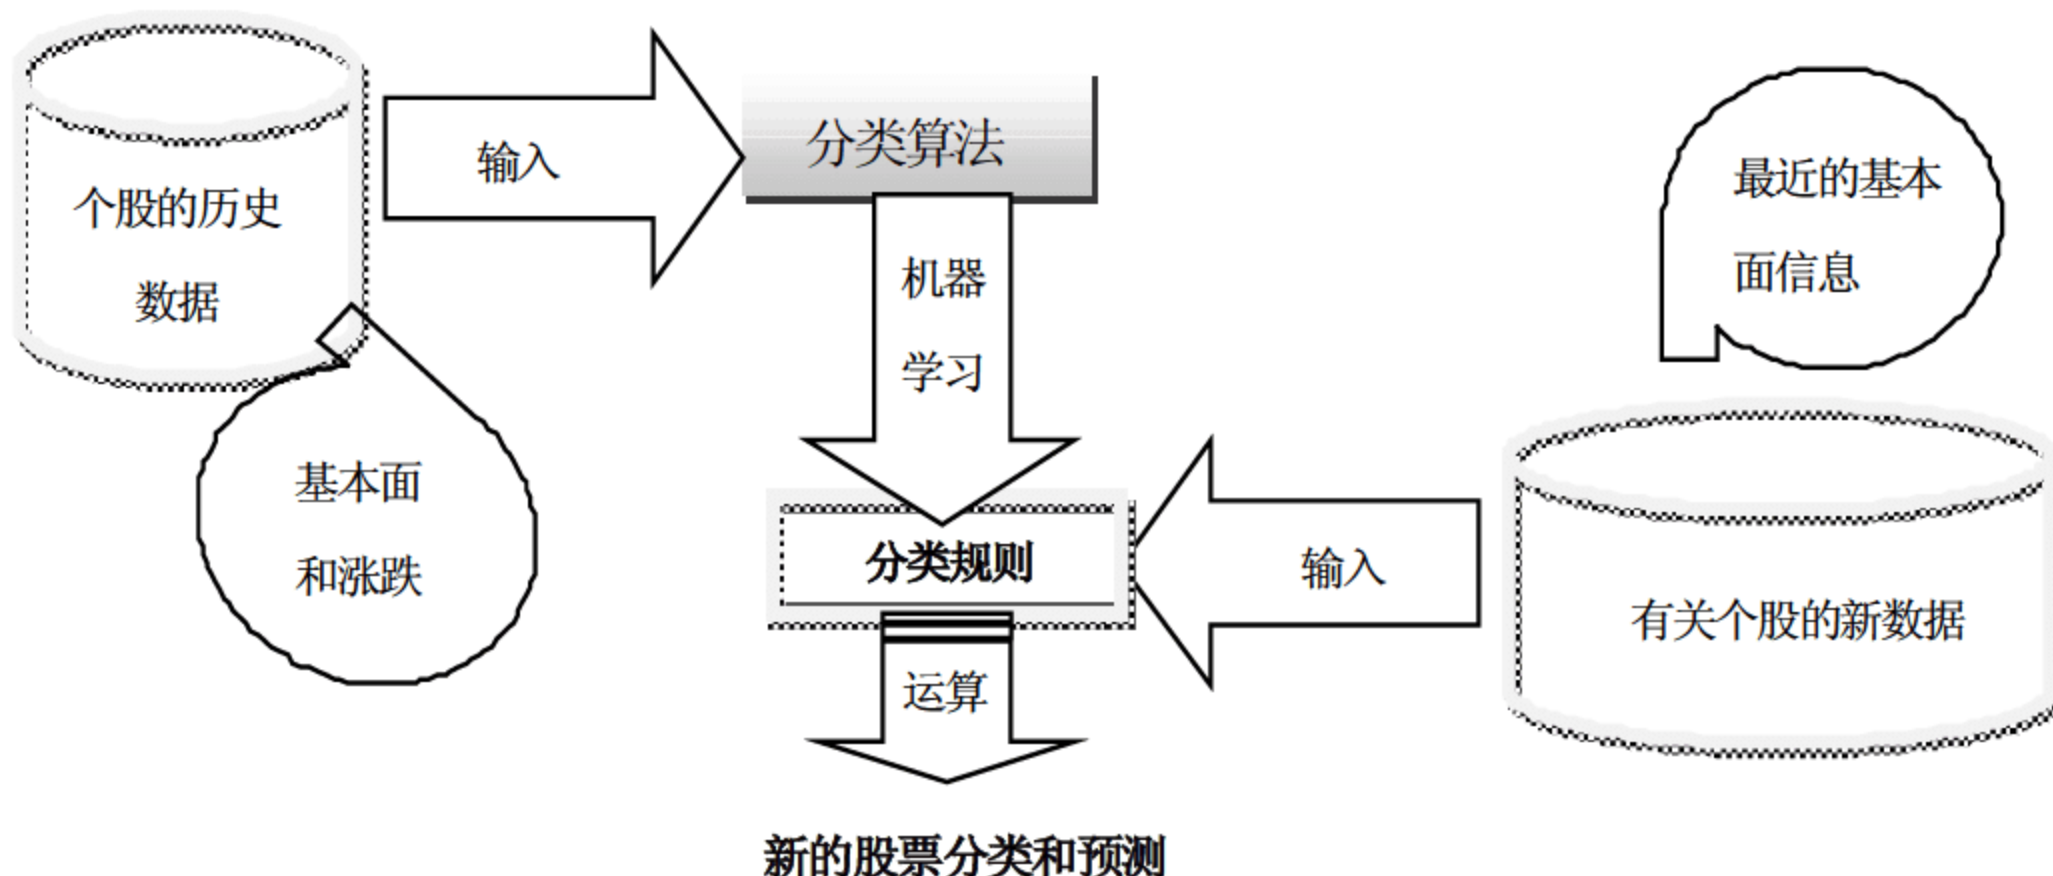 个股的历史
数据
输入
分类算法
最近的基本
面信息
机器
学习
基本面
和涨跌
分类规则
输入
有关个股的新数据
运算
新的股票分类和预测